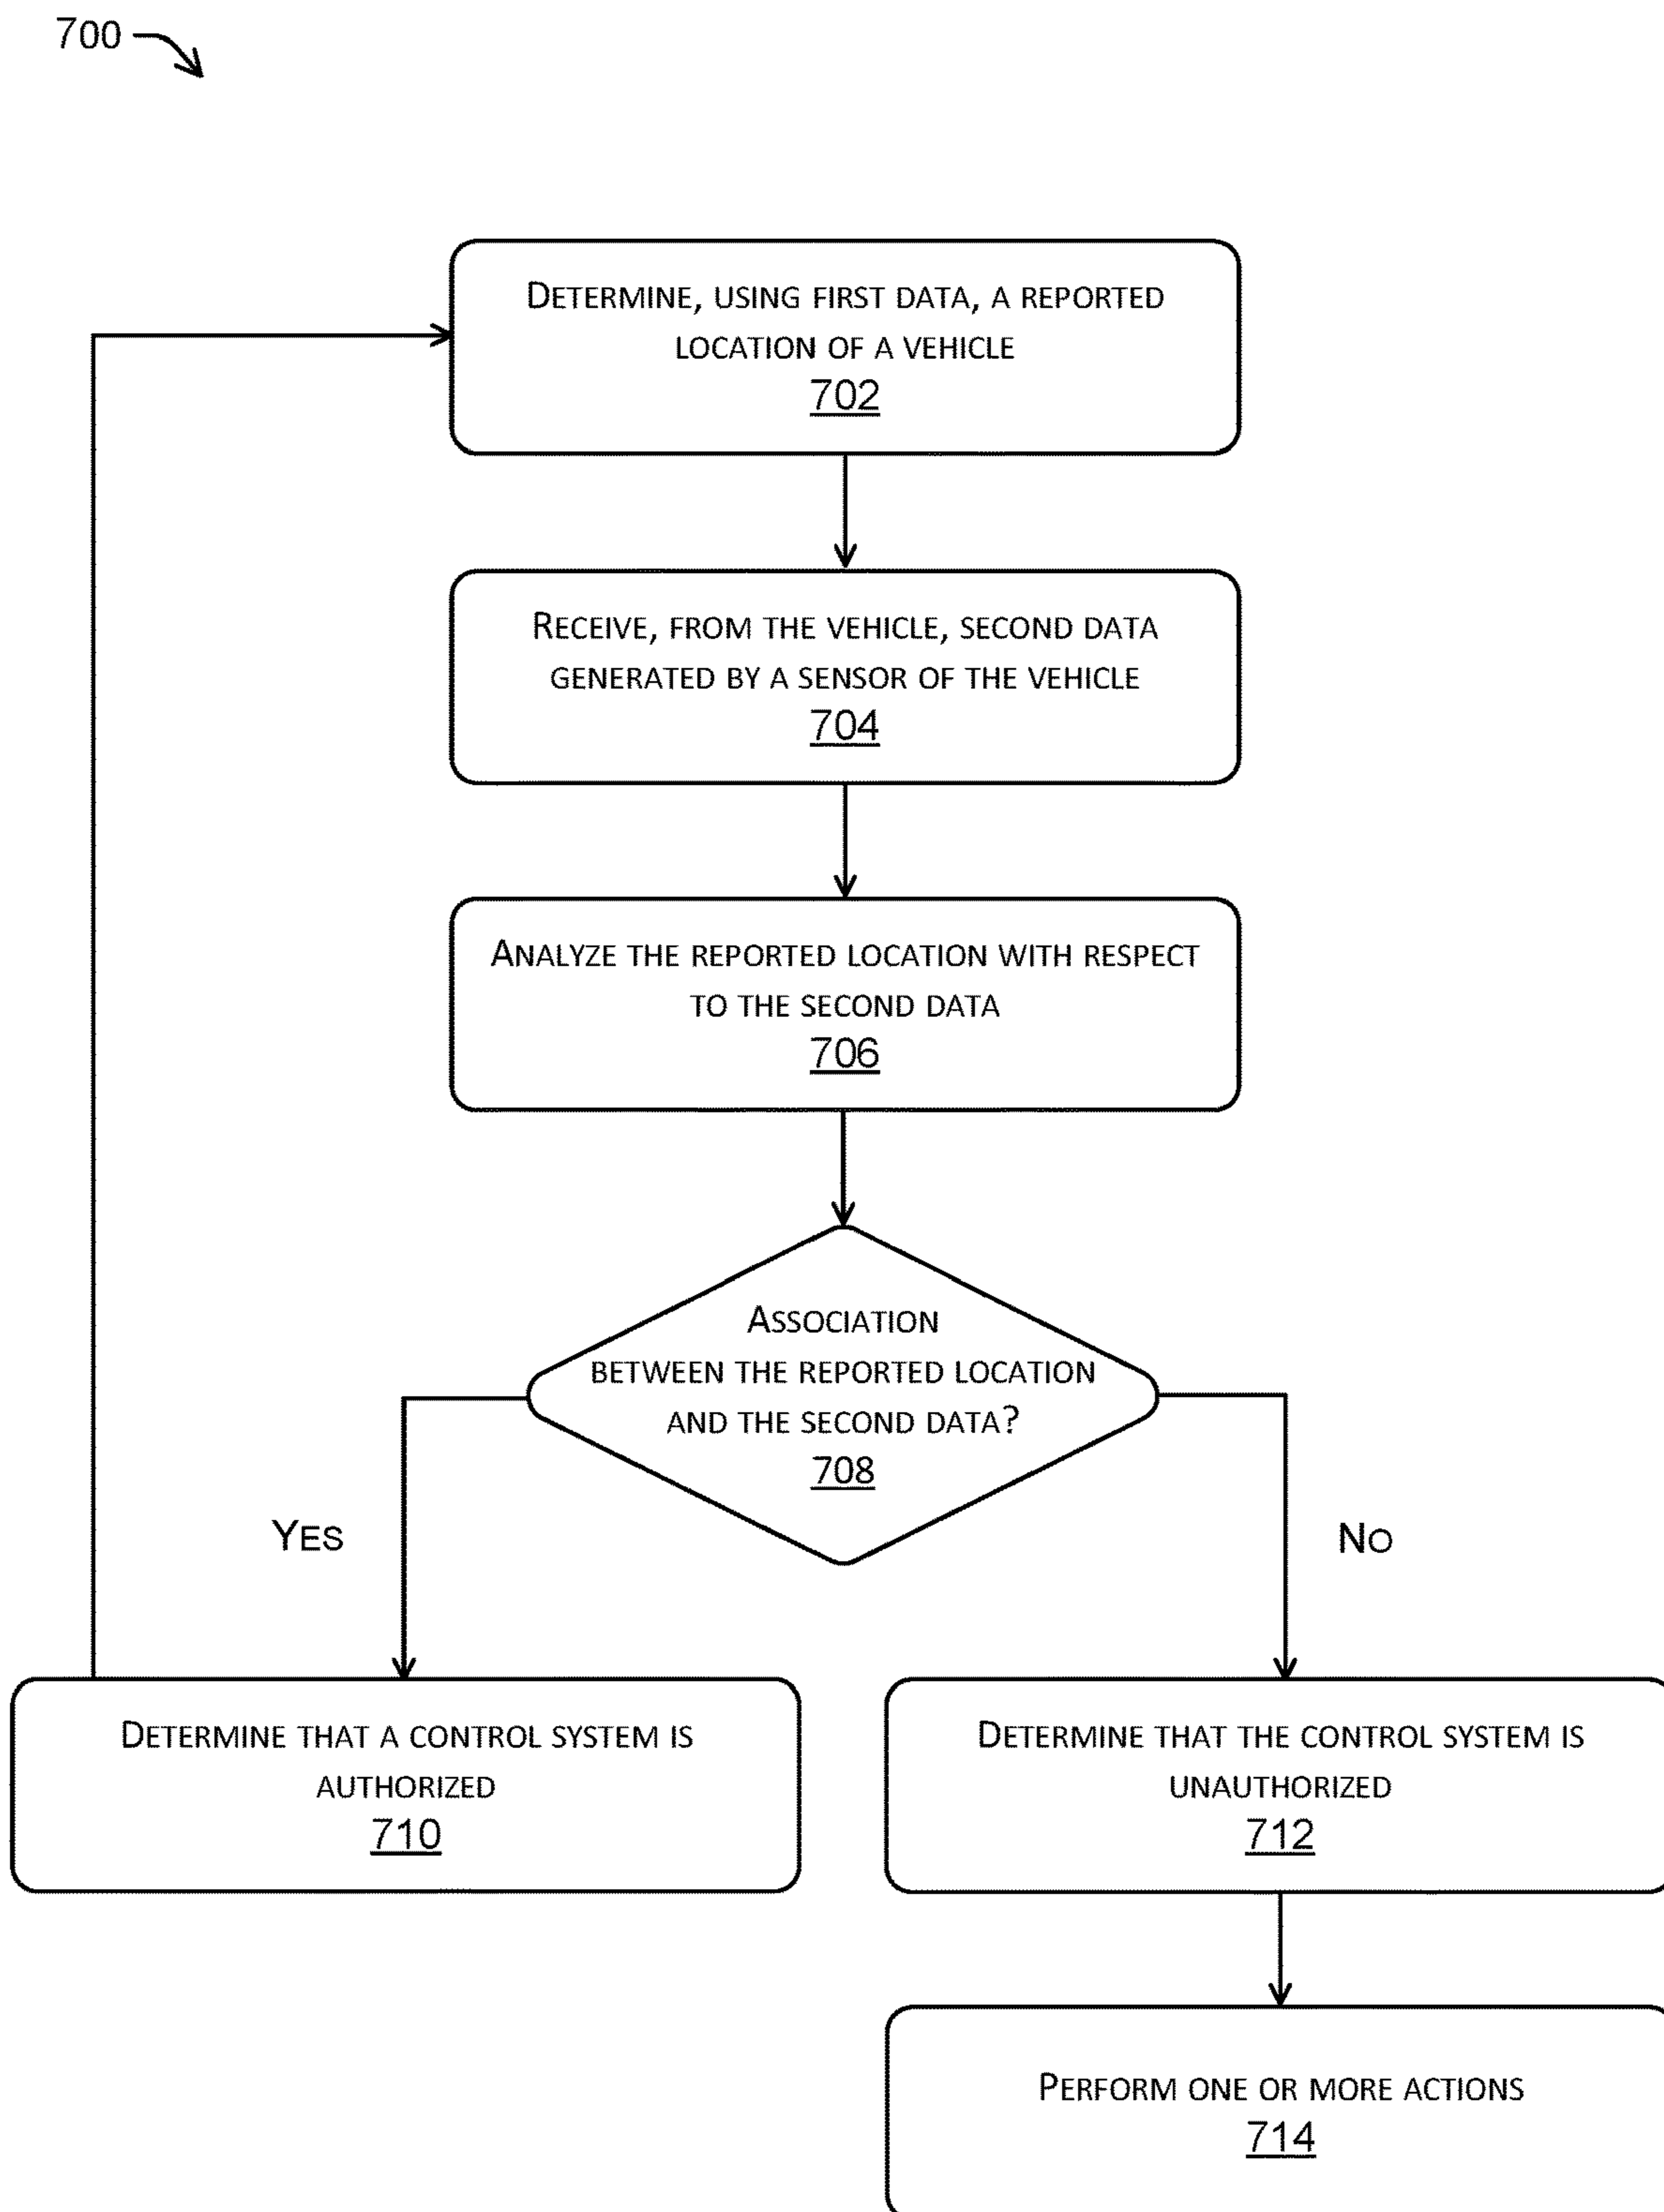 700
Determine, using first data, a reported
location of a vehicle
702
Receive, from the vehicle, second data
generated by a sensor of the vehicle
704
Analyze the reported location with respect
to the second data
706
Association
between the reported location
and the second data?
708
Yes
No
Determine that a control system is
authorized
710
Determine that the control system is
unauthorized
712
Perform one or more actions
714